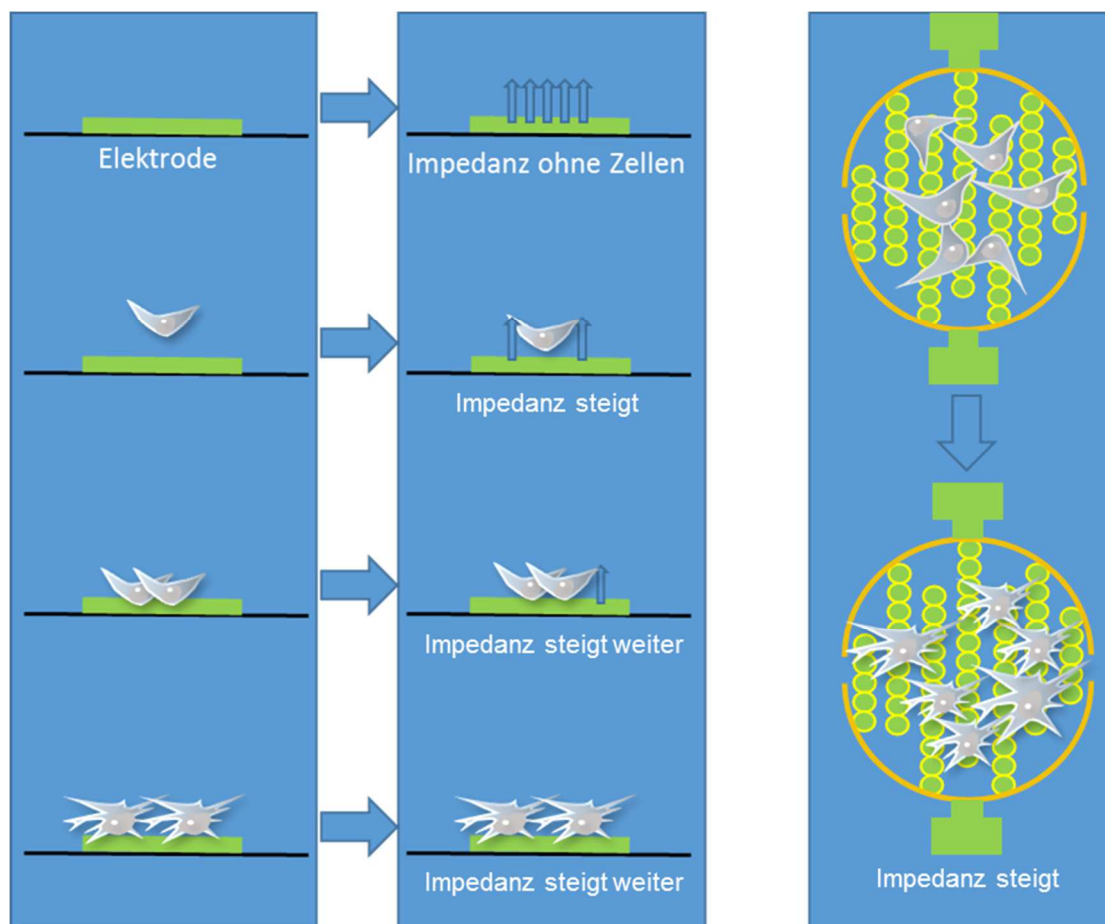 Elektrode
Impedanz ohne Zellen
Impedanz steigt
Impedanz steigt weiter
Impedanz steigt weiter
Impedanz steigt